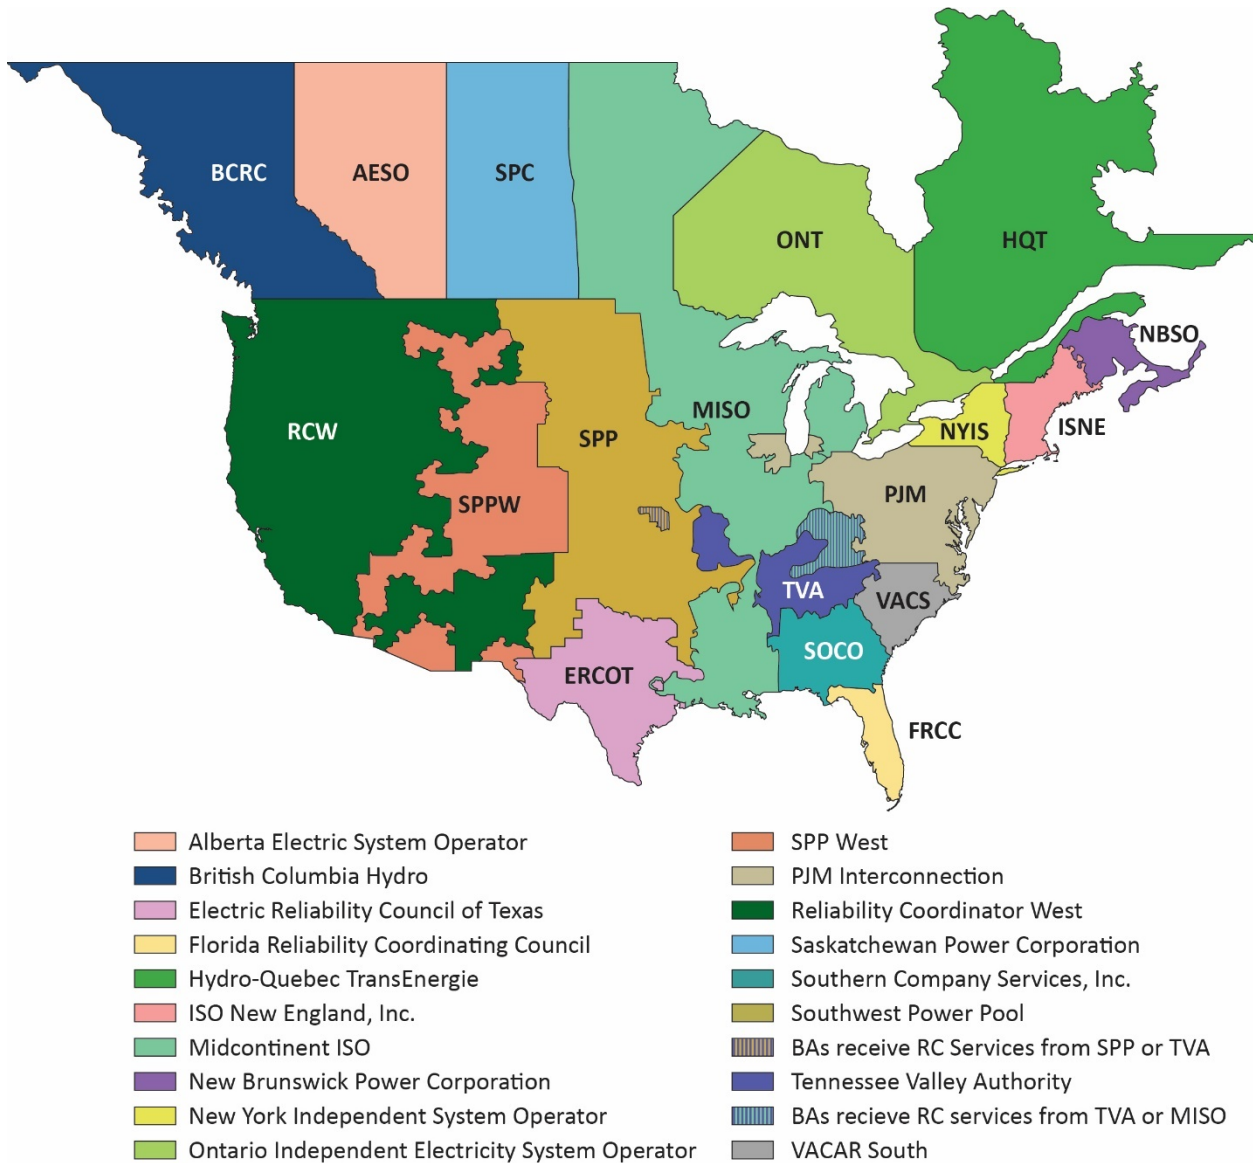 BCRC
AESO
SPC
ONT
HQT
NBSO
RCW
MISO
SPP
NYIS
ISNE
SPPW
PJM
TVA
VACS
SOCO
ERCOT
FRCC
Alberta Electric System Operator
British Columbia Hydro
Electric Reliability Council of Texas
Florida Reliability Coordinating Council
Hydro-Quebec TransEnergie
ISO New England, Inc.
Midcontinent ISO
New Brunswick Power Corporation
New York Independent System Operator
Ontario Independent Electricity System Operator
SPP West
PJM Interconnection
Reliability Coordinator West
Saskatchewan Power Corporation
Southern Company Services, Inc.
Southwest Power Pool
BAs receive RC Services from SPP or TVA
Tennessee Valley Authority
BAs recieve RC services from TVA or MISO
VACAR South